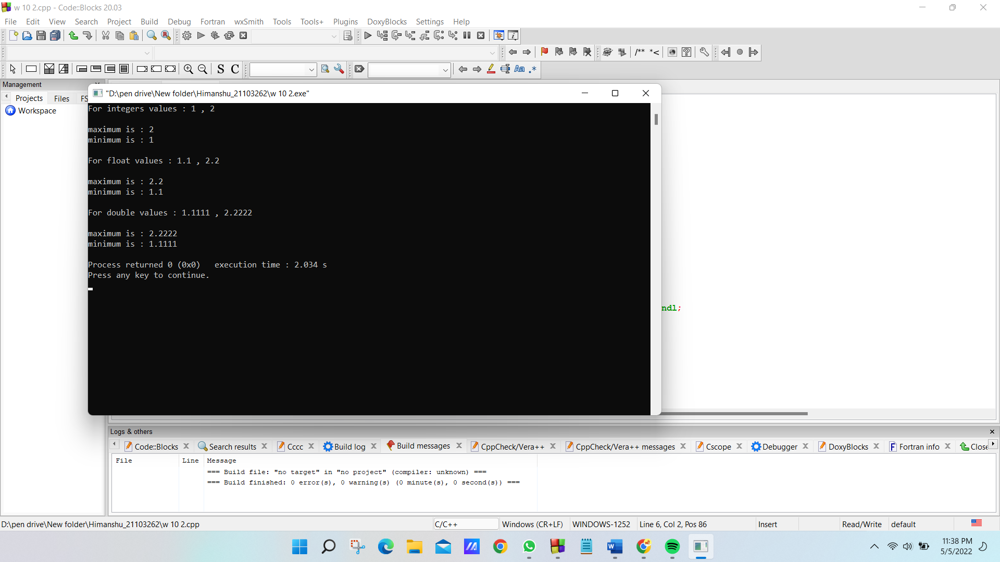 w 10 2.cpp - Code::Blocks 20.03
File Edit View Search Project Build Debug Fortran wxSmith Tools Tools+ Plugins DoxyBlocks Settings Help
/** *<
S C
Aa .*
Management
Projects Files FS
Workspace
"D:\pen drive\New folder\Himanshu_21103262\w 10 2.exe"
For integers values : 1 , 2
maximum is : 2
minimum is : 1
For float values : 1.1 , 2.2
maximum is : 2.2
minimum is : 1.1
For double values : 1.1111 , 2.2222
maximum is : 2.2222
minimum is : 1.1111
Process returned 0 (0x0)   execution time : 2.034 s
Press any key to continue.
ndl;
Logs & others
Code::Blocks Search results Cccc Build log Build messages CppCheck/Vera++ CppCheck/Vera++ messages Cscope Debugger DoxyBlocks Fortran info Close
File Line Message
=== Build file: "no target" in "no project" (compiler: unknown) ===
=== Build finished: 0 error(s), 0 warning(s) (0 minute(s), 0 second(s)) ===
D:\pen drive\New folder\Himanshu_21103262\w 10 2.cpp C/C++ Windows (CR+LF) WINDOWS-1252 Line 6, Col 2, Pos 86 Insert Read/Write default
11:38 PM
5/5/2022